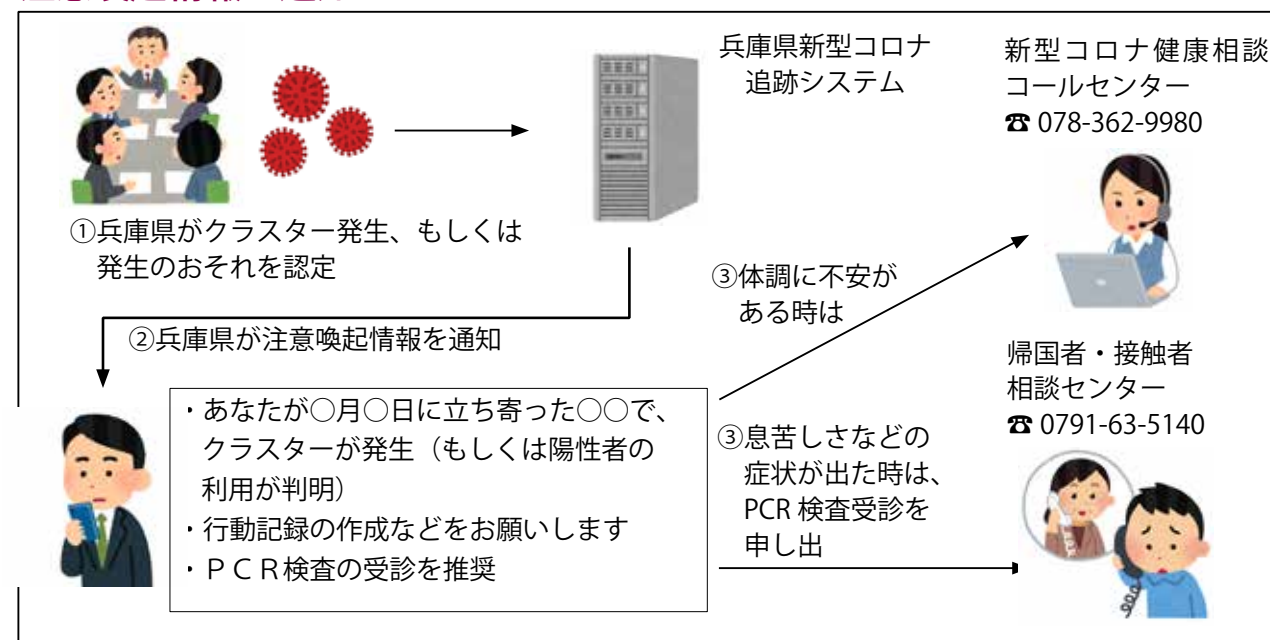 兵庫県新型コロナ
追跡システム
新型コロナ健康相談
コールセンター
☎ 078-362-9980
①兵庫県がクラスター発生、もしくは
発生のおそれを認定
②兵庫県が注意喚起情報を通知
③体調に不安が
ある時は
・あなたが○月○日に立ち寄った○○で、
クラスターが発生（もしくは陽性者の
利用が判明）
・行動記録の作成などをお願いします
・ＰＣＲ検査の受診を推奨
③息苦しさなどの
症状が出た時は、
PCR 検査受診を
申し出
帰国者・接触者
相談センター
☎ 0791-63-5140